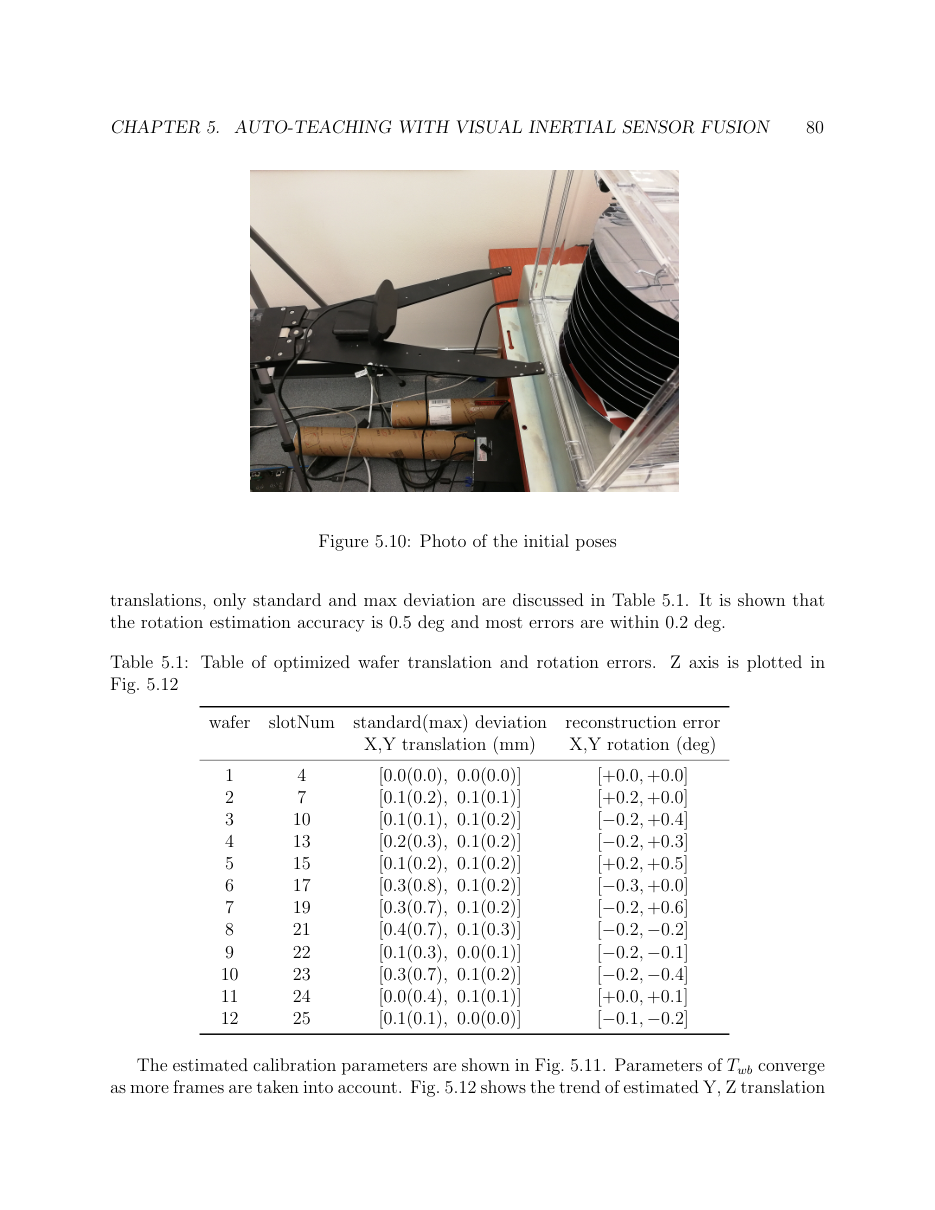 CHAPTER 5. AUTO-TEACHING WITH VISUAL INERTIAL SENSOR FUSION 80
Figure 5.10: Photo of the initial poses
translations, only standard and max deviation are discussed in Table 5.1. It is shown that
the rotation estimation accuracy is 0.5 deg and most errors are within 0.2 deg.
Table 5.1: Table of optimized wafer translation and rotation errors. Z axis is plotted in
Fig. 5.12
wafer slotNum standard(max) deviation reconstruction error
X,Y translation (mm) X,Y rotation (deg)
1 4 [0.0(0.0), 0.0(0.0)] [+0.0, +0.0]
2 7 [0.1(0.2), 0.1(0.1)] [+0.2, +0.0]
3 10 [0.1(0.1), 0.1(0.2)] [−0.2, +0.4]
4 13 [0.2(0.3), 0.1(0.2)] [−0.2, +0.3]
5 15 [0.1(0.2), 0.1(0.2)] [+0.2, +0.5]
6 17 [0.3(0.8), 0.1(0.2)] [−0.3, +0.0]
7 19 [0.3(0.7), 0.1(0.2)] [−0.2, +0.6]
8 21 [0.4(0.7), 0.1(0.3)] [−0.2, −0.2]
9 22 [0.1(0.3), 0.0(0.1)] [−0.2, −0.1]
10 23 [0.3(0.7), 0.1(0.2)] [−0.2, −0.4]
11 24 [0.0(0.4), 0.1(0.1)] [+0.0, +0.1]
12 25 [0.1(0.1), 0.0(0.0)] [−0.1, −0.2]
The estimated calibration parameters are shown in Fig. 5.11. Parameters of T_wb converge
as more frames are taken into account. Fig. 5.12 shows the trend of estimated Y, Z translation